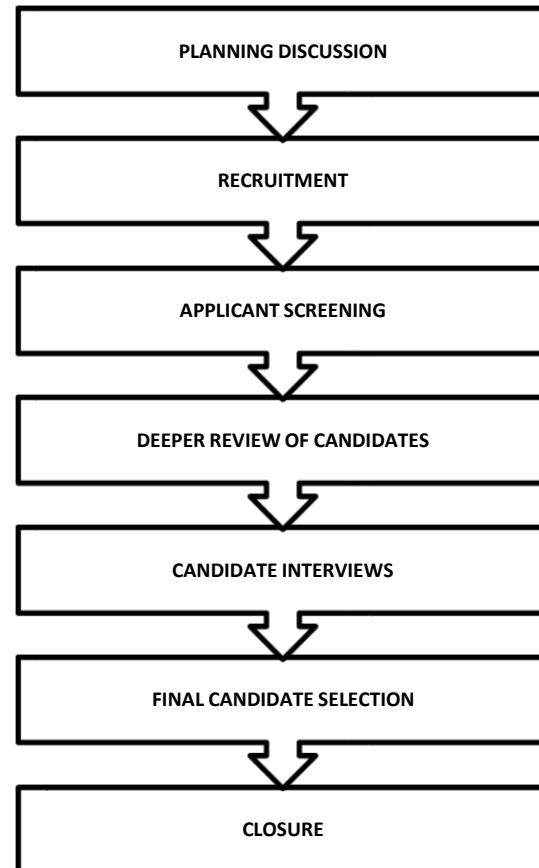 PLANNING DISCUSSION
RECRUITMENT
APPLICANT SCREENING
DEEPER REVIEW OF CANDIDATES
CANDIDATE INTERVIEWS
FINAL CANDIDATE SELECTION
CLOSURE